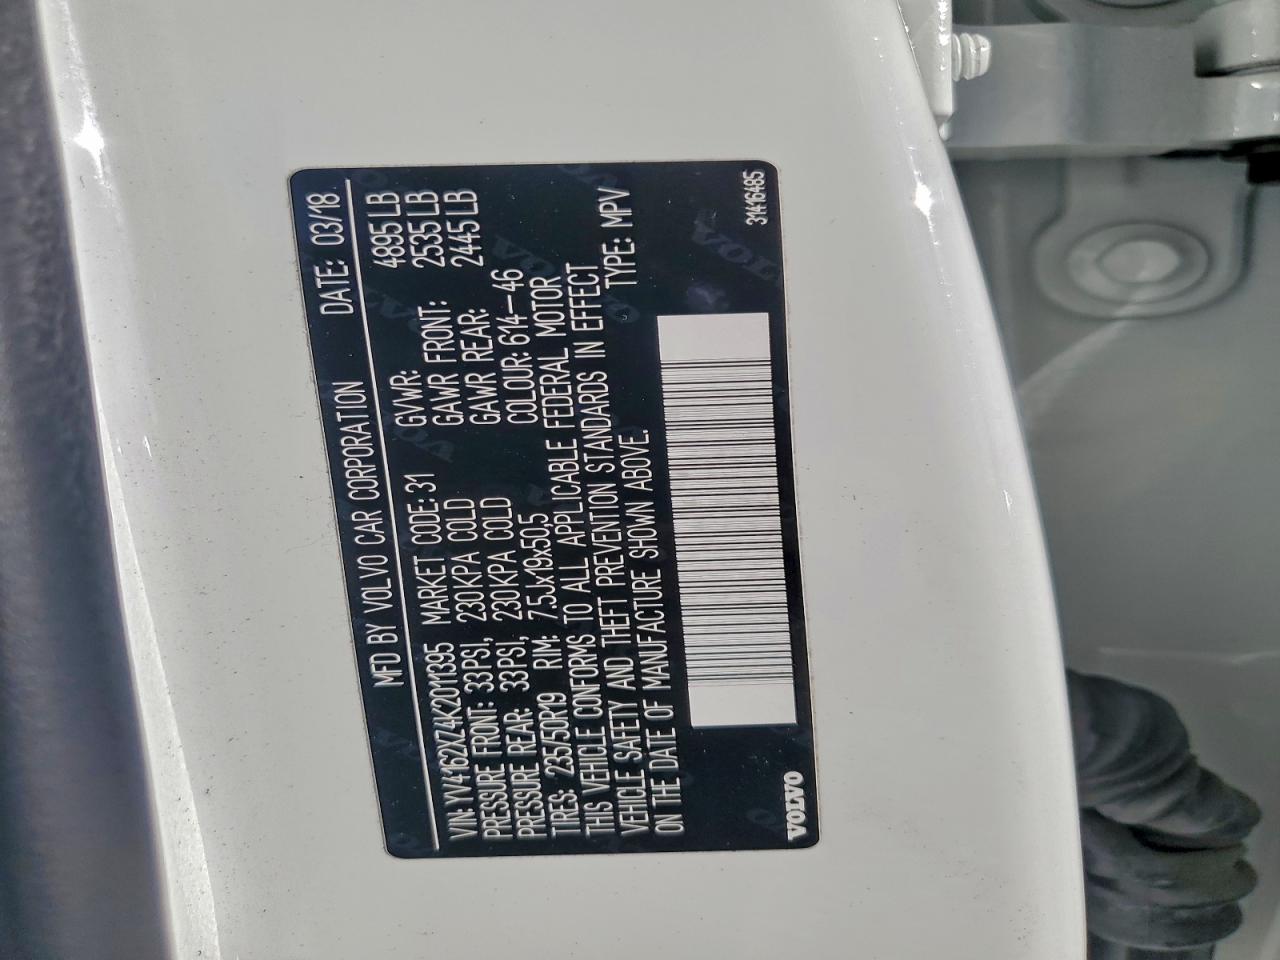 MFD BY VOLVO CAR CORPORATION DATE: 03/18
VIN: YV4162XZ4K2011395 MARKET CODE: 31 GVWR: 4895 LB
PRESSURE FRONT: 33PSI, 230KPA COLD GAWR FRONT: 2535 LB
PRESSURE REAR: 33PSI, 230KPA COLD GAWR REAR: 2445 LB
TIRES: 235/50R19 RIM: 7.5Jx19x50,5 COLOUR: 614-46
THIS VEHICLE CONFORMS TO ALL APPLICABLE FEDERAL MOTOR
VEHICLE SAFETY AND THEFT PREVENTION STANDARDS IN EFFECT
ON THE DATE OF MANUFACTURE SHOWN ABOVE. TYPE: MPV
VOLVO 31416485